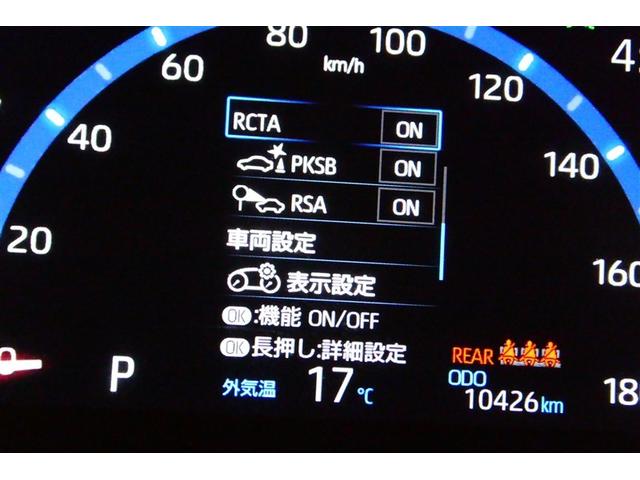 80
100
60
km/h
120
40
140
20
160
RCTA ON
PKSB ON
RSA ON
車両設定
表示設定
OK:機能 ON/OFF
OK長押し:詳細設定
P
外気温 17℃
REAR
ODO
10426km
180